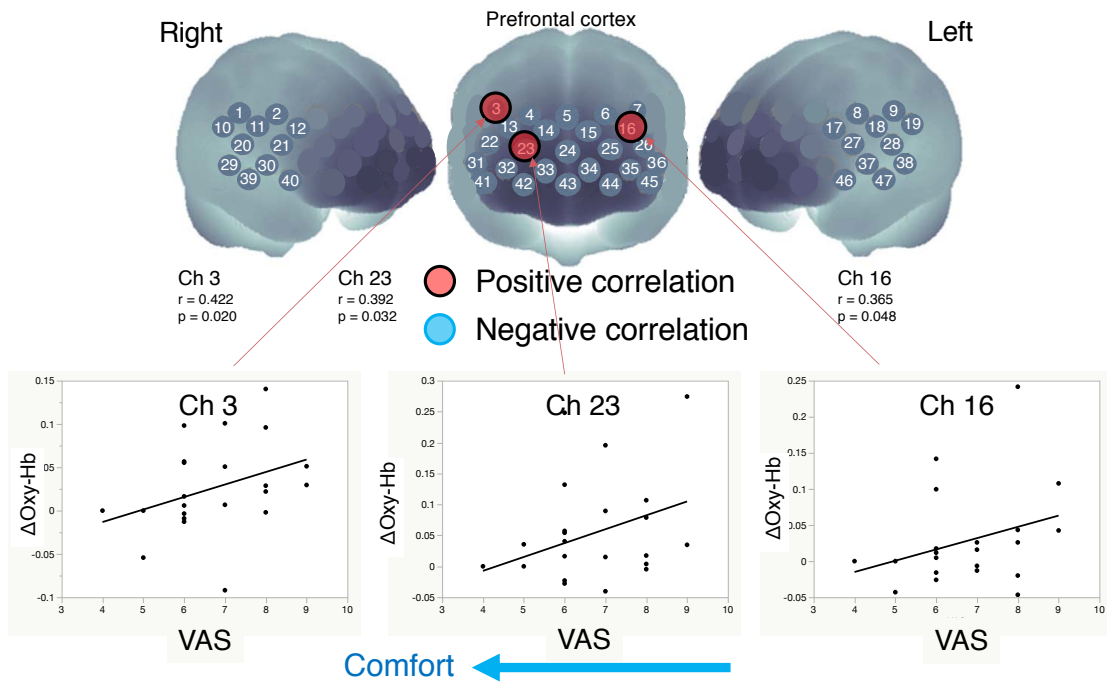 Prefrontal cortex
Right
Left
1 2
10 11 12
20 21
29 30
39 40
3 4 5 6 7
13 14 15 16
22 23 24 25 26
31 32 33 34 35 36
41 42 43 44 45
8 9
17 18 19
27 28
37 38
46 47
Ch 3
r = 0.422
p = 0.020
Ch 23
r = 0.392
p = 0.032
Positive correlation
Negative correlation
Ch 16
r = 0.365
p = 0.048
Ch 3
ΔOxy-Hb
0.15
0.1
.05
0
-0.05
-0.1
3 4 5 6 7 8 9 10
VAS
Ch 23
ΔOxy-Hb
0.3
0.25
0.2
0.15
0.1
0.05
0
-0.05
3 4 5 6 7 8 9 10
VAS
Ch 16
ΔOxy-Hb
0.25
0.2
0.15
0.1
0.05
0
-0.05
3 4 5 6 7 8 9 10
VAS
Comfort